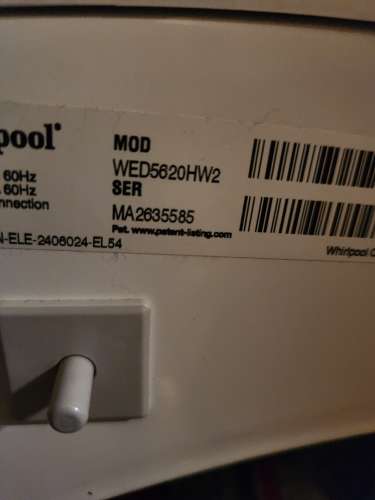 pool®
MOD
WED5620HW2
60Hz
60Hz
SER
nnection
MA2635585
Pat. www.patent-listing.com
N-ELE-2406024-EL54
Whirlpool C